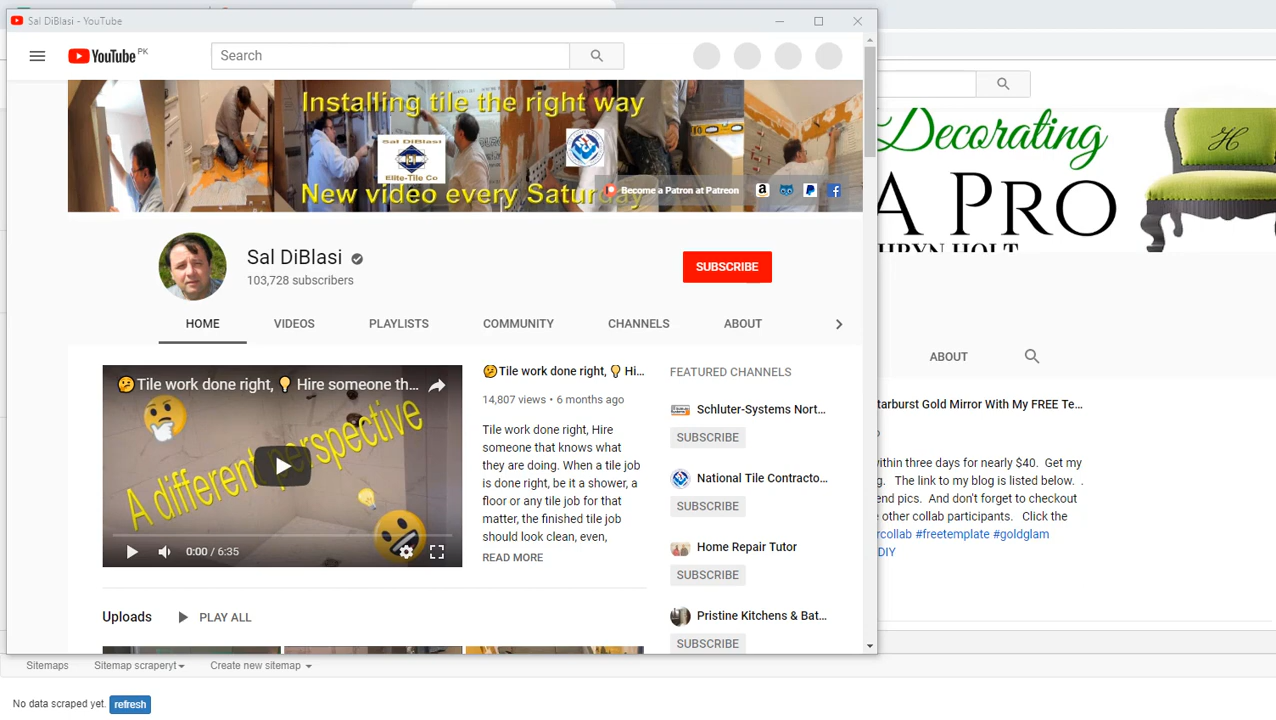 Sal DiBlasi - YouTube
YouTube PK
Search
Installing tile the right way
Sal DiBlasi
Elite-Tile Co
New video every Saturday
Become a Patron at Patreon
Sal DiBlasi
103,728 subscribers
SUBSCRIBE
HOME
VIDEOS
PLAYLISTS
COMMUNITY
CHANNELS
ABOUT
🤔Tile work done right, 💡 Hire someone th...
A different perspective
0:00 / 6:35
🤔Tile work done right, 💡 Hi...
14,807 views • 6 months ago
Tile work done right, Hire
someone that knows what
they are doing. When a tile job
is done right, be it a shower, a
floor or any tile job for that
matter, the finished tile job
should look clean, even,
READ MORE
FEATURED CHANNELS
Schluter-Systems Nort...
SUBSCRIBE
National Tile Contracto...
SUBSCRIBE
Home Repair Tutor
SUBSCRIBE
Pristine Kitchens & Bat...
SUBSCRIBE
Uploads
PLAY ALL
Decorating
A PRO
HRYN HOLT
H
ABOUT
tarburst Gold Mirror With My FREE Te...
within three days for nearly $40. Get my
g. The link to my blog is listed below. .
end pics. And don't forget to checkout
e other collab participants. Click the
rcollab #freetemplate #goldglam
DIY
Sitemaps
Sitemap scraperyt
Create new sitemap
No data scraped yet. refresh